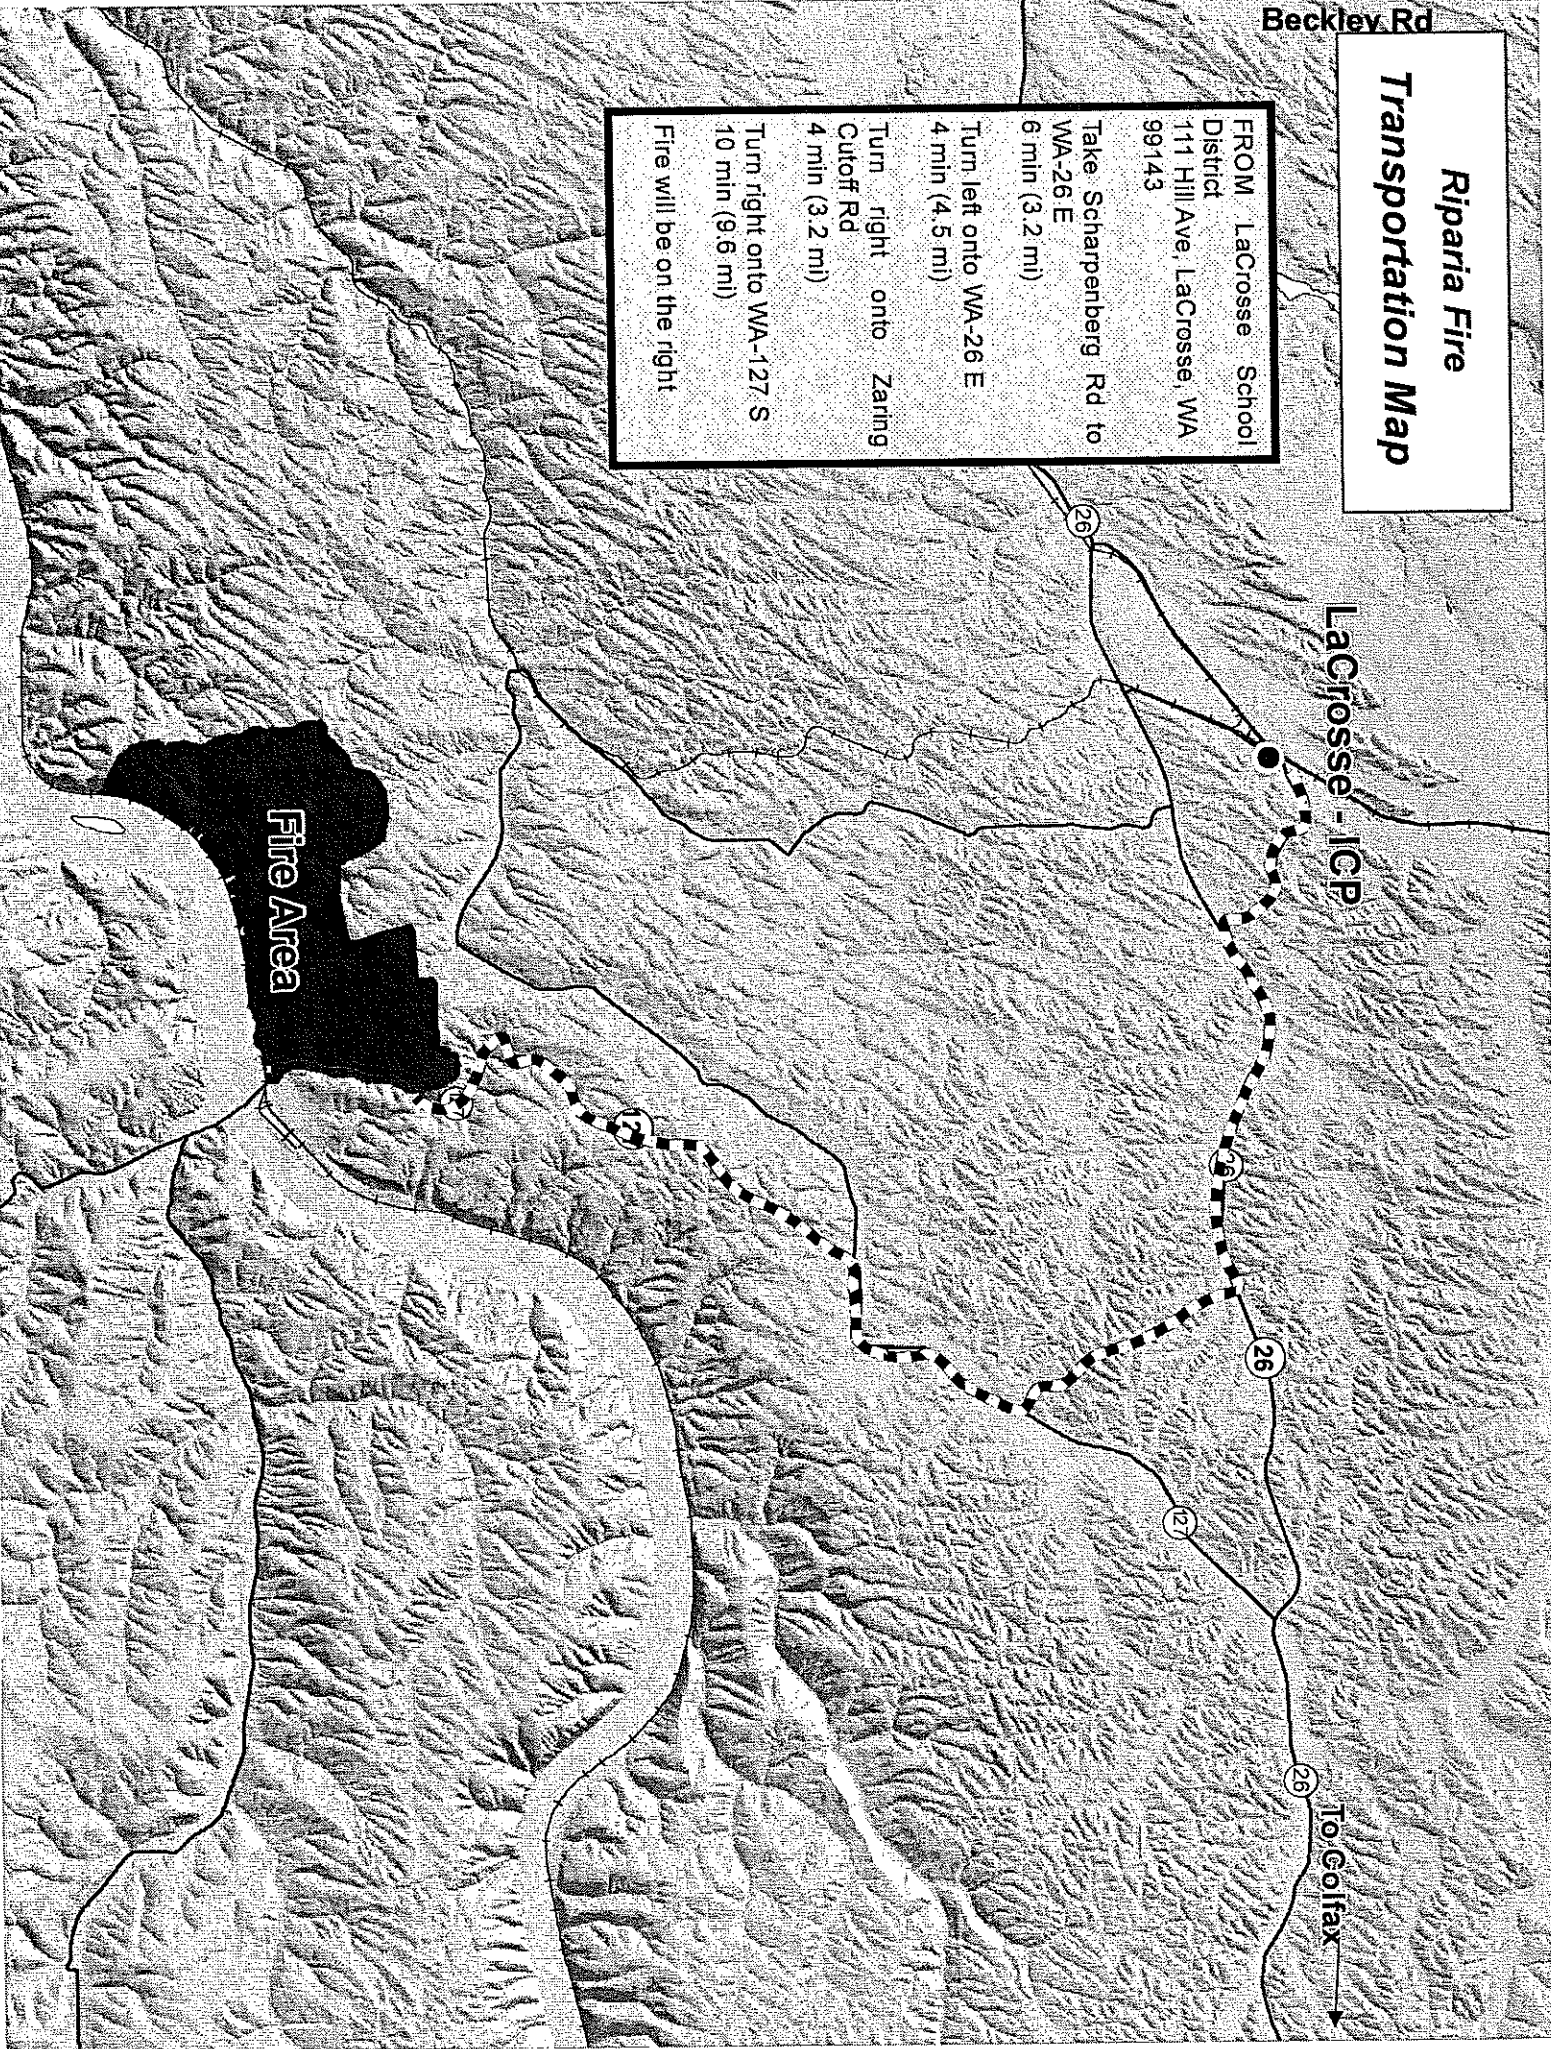 Beckley Rd
Riparia Fire
Transportation Map
FROM LaCrosse School
District
111 Hill Ave, LaCrosse, WA
99143
Take Scharpenberg Rd to
WA-26 E
6 min (3.2 mi)
Turn left onto WA-26 E
4 min (4.5 mi)
Turn right onto Zaring
Cutoff Rd
4 min (3.2 mi)
Turn right onto WA-127 S
10 min (9.6 mi)
Fire will be on the right
LaCrosse - ICP
26
26
26
127
To Colfax
Fire Area